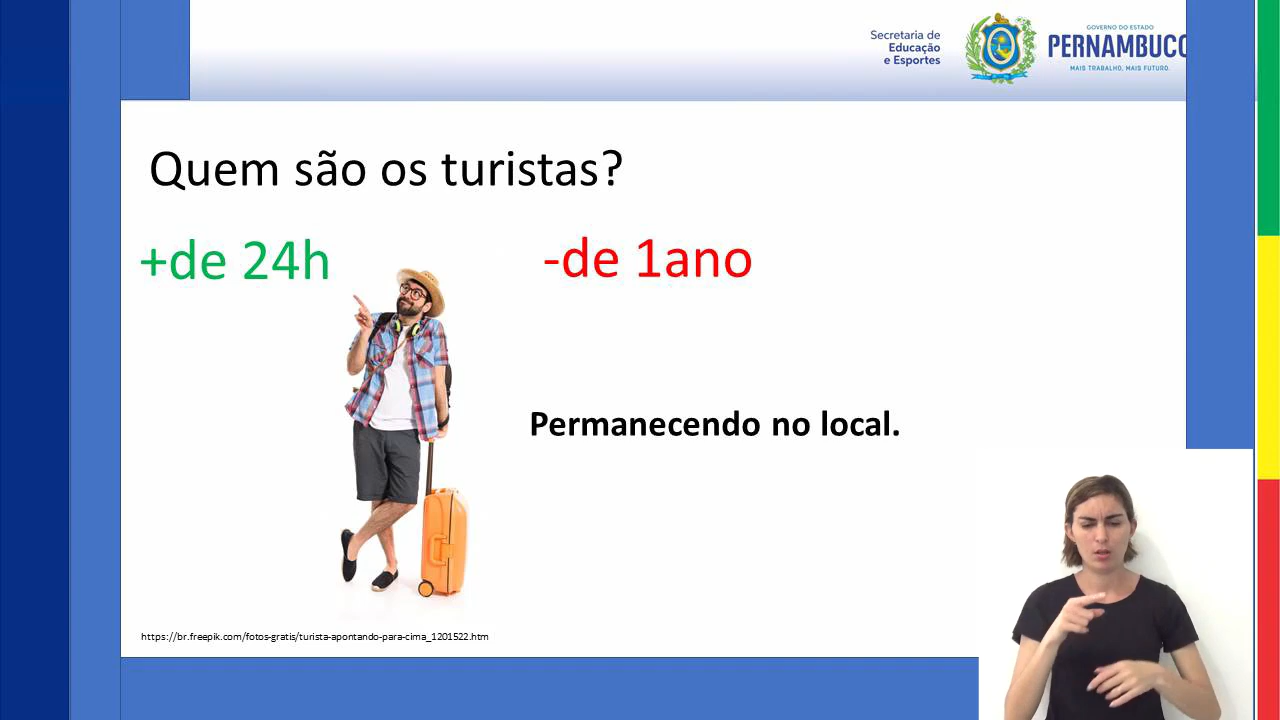 Secretaria de
Educação
e Esportes
GOVERNO DO ESTADO
PERNAMBUCO
MAIS TRABALHO, MAIS FUTURO.
Quem são os turistas?
+de 24h
-de 1ano
Permanecendo no local.
https://br.freepik.com/fotos-gratis/turista-apontando-para-cima_1201522.htm